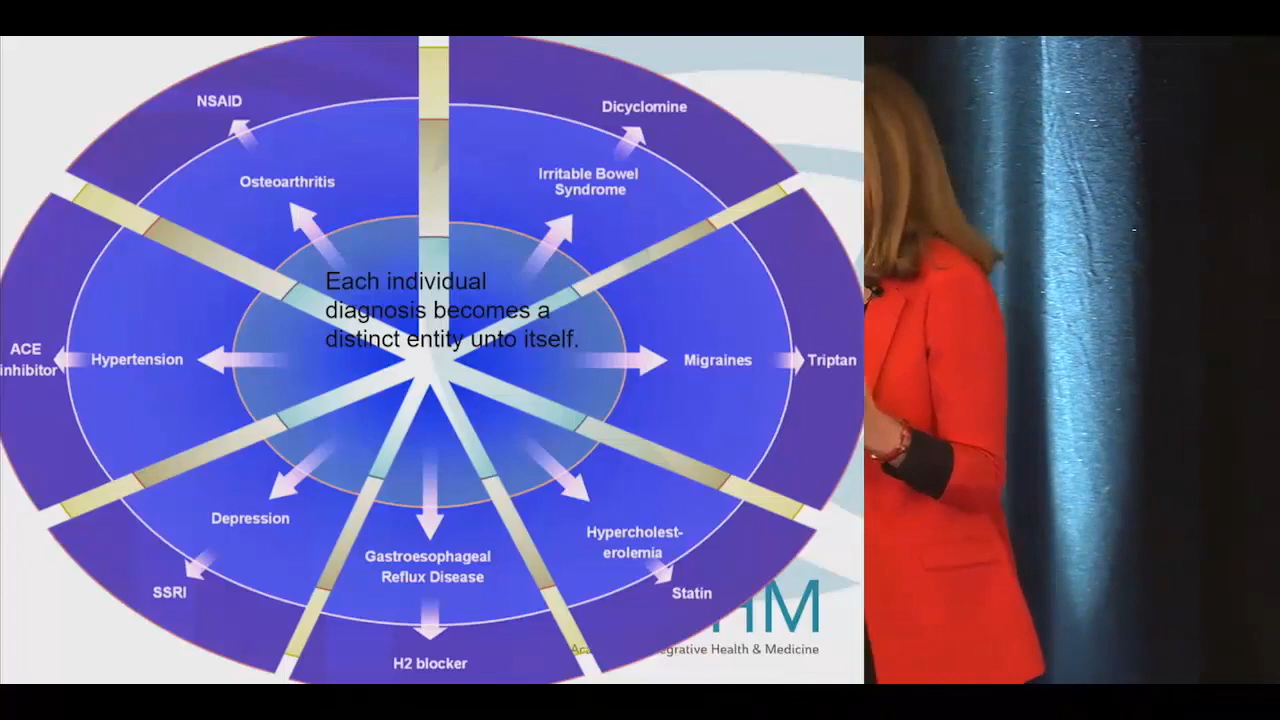 NSAID
Dicyclomine
Osteoarthritis
Irritable Bowel
Syndrome
Each individual
diagnosis becomes a
distinct entity unto itself.
ACE
inhibitor
Hypertension
Migraines
Triptan
Depression
SSRI
Gastroesophageal
Reflux Disease
Hypercholest-
erolemia
Statin
H2 blocker
HM
Health & Medicine